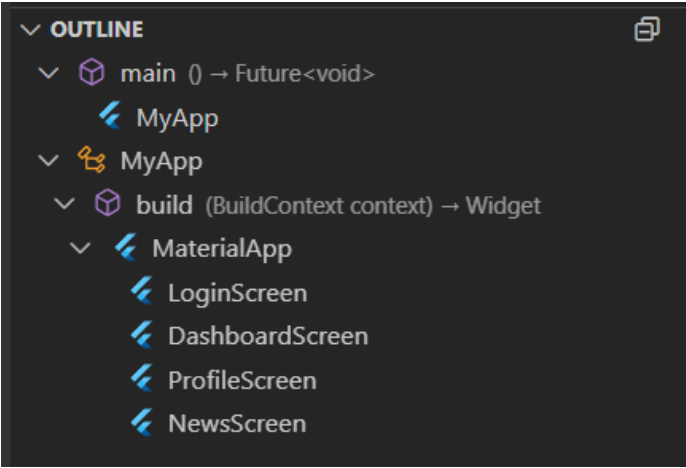 OUTLINE
main () → Future<void>
MyApp
MyApp
build (BuildContext context) → Widget
MaterialApp
LoginScreen
DashboardScreen
ProfileScreen
NewsScreen